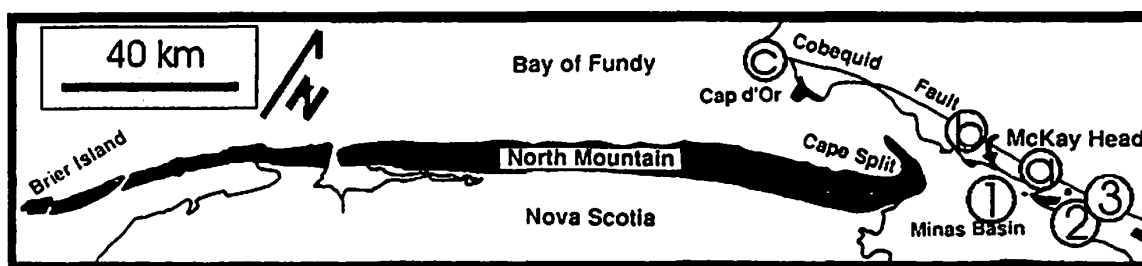 40 km
N
Bay of Fundy
C
Cobequid
Fault
Cap d'Or
b
McKay Head
a
Brier Island
North Mountain
Cape Split
1
3
2
Nova Scotia
Minas Basin